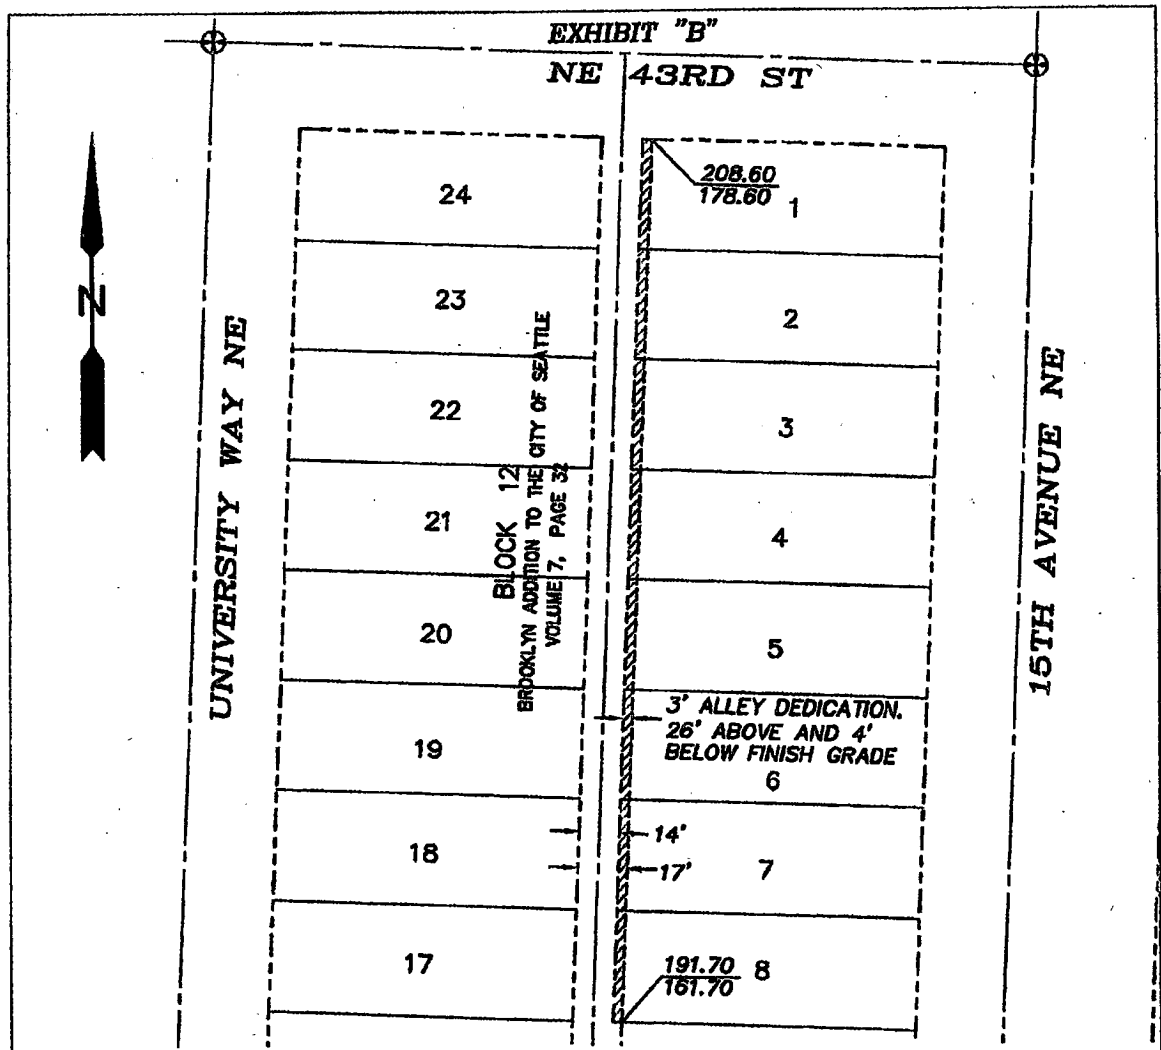 EXHIBIT "B"
NE 43RD ST
208.60
178.60
24
1
23
2
N
22
3
UNIVERSITY WAY NE
BLOCK 12
BROOKLYN ADDITION TO THE CITY OF SEATTLE
VOLUME 7, PAGE 32
15TH AVENUE NE
21
4
20
5
3' ALLEY DEDICATION.
26' ABOVE AND 4'
BELOW FINISH GRADE
19
6
14'
18
17'
7
17
191.70
161.70
8